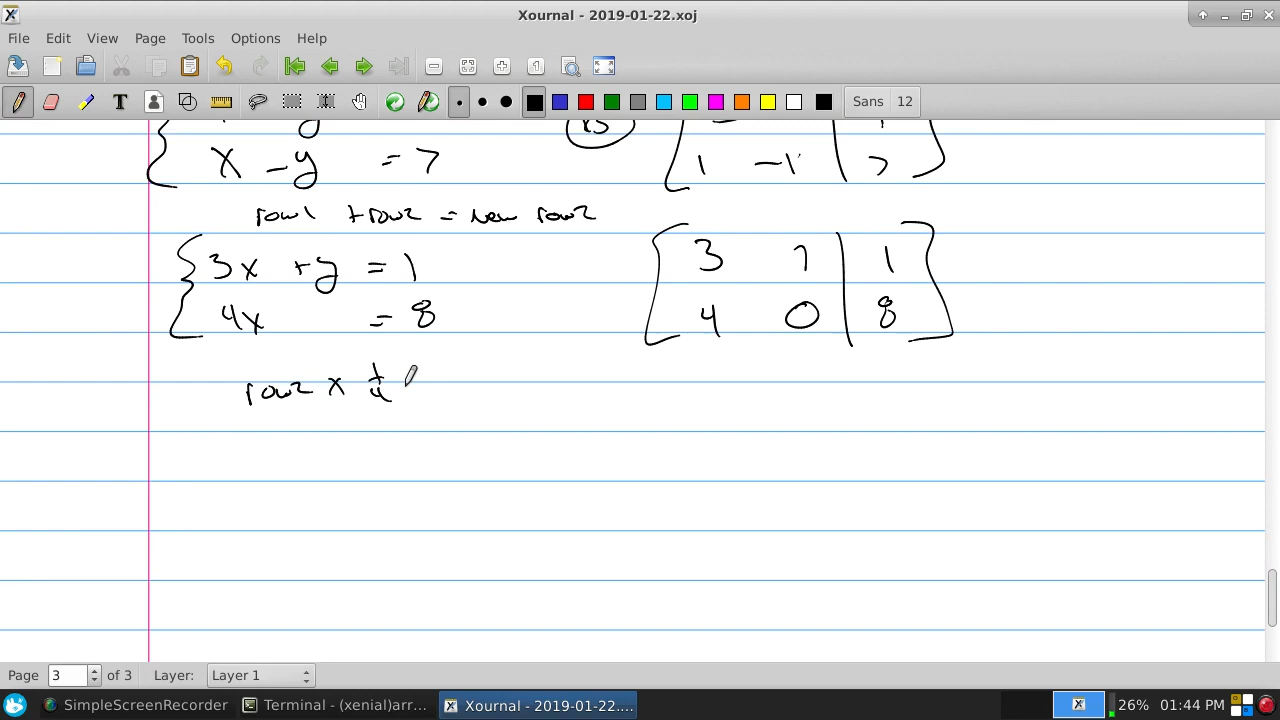 Xournal - 2019-01-22.xoj
File Edit View Page Tools Options Help
Sans 12
x - y = 7
1 -1 7
row1 + row2 = new row2
3x + y = 1
3 1 1
4x = 8
4 0 8
row2 x 1/4
Page 3 of 3 Layer: Layer 1
SimpleScreenRecorder Terminal - (xenial)arr... Xournal - 2019-01-22.... 26% 01:44 PM